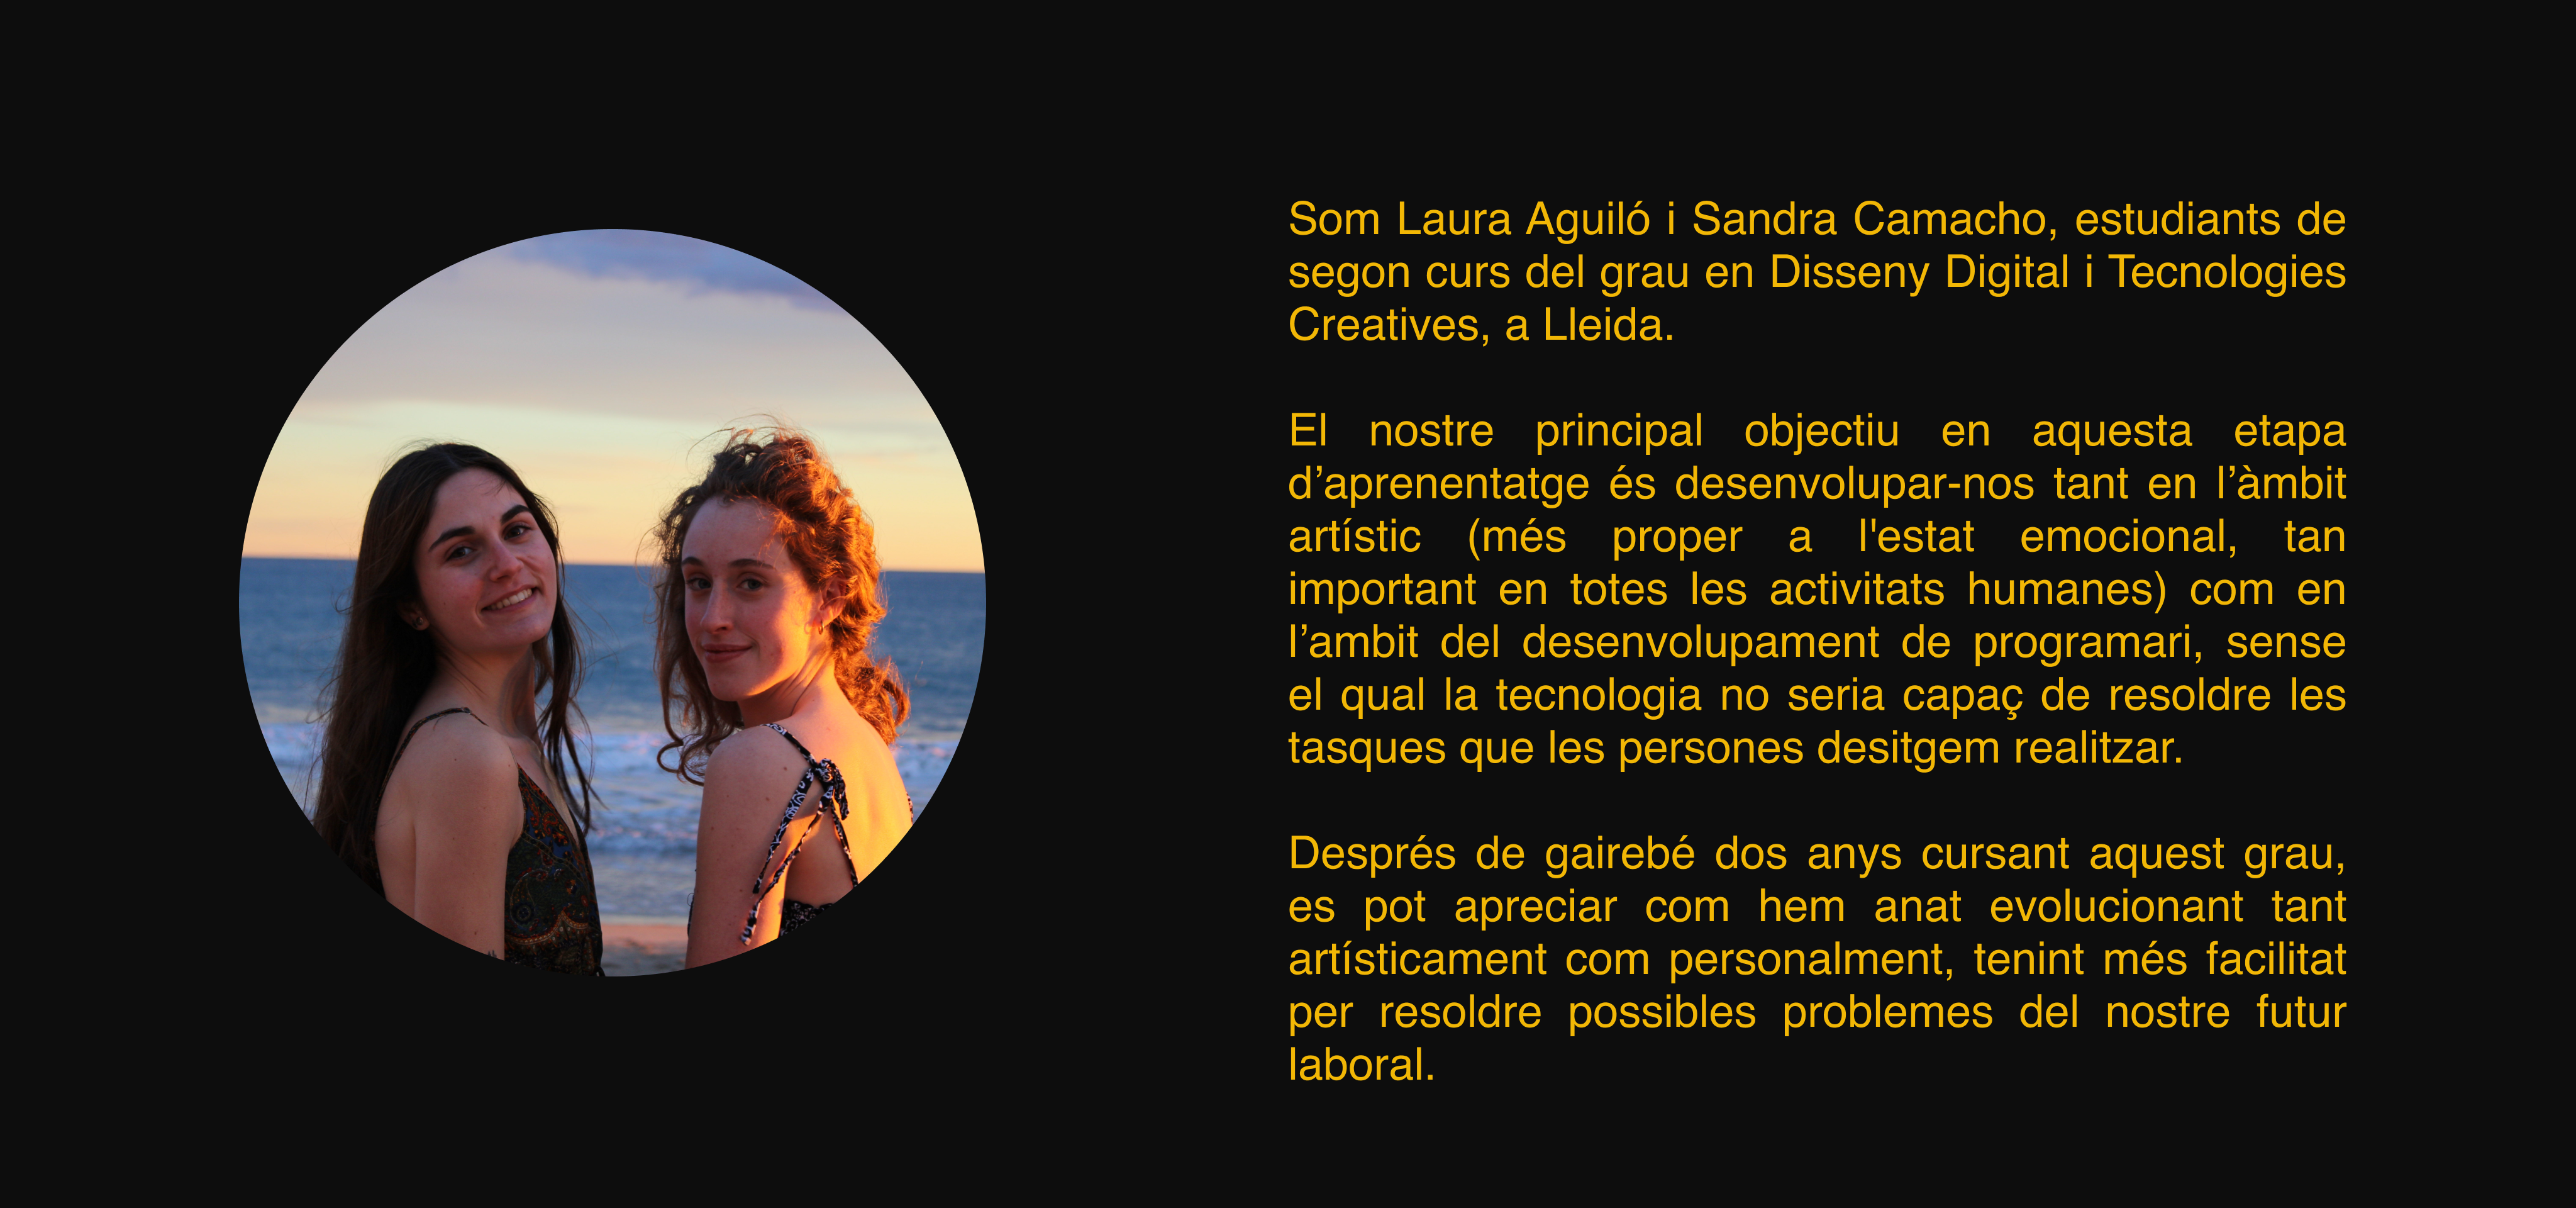 Som Laura Aguiló i Sandra Camacho, estudiants de
segon curs del grau en Disseny Digital i Tecnologies
Creatives, a Lleida.
El nostre principal objectiu en aquesta etapa
d’aprenentatge és desenvolupar-nos tant en l’àmbit
artístic (més proper a l'estat emocional, tan
important en totes les activitats humanes) com en
l’ambit del desenvolupament de programari, sense
el qual la tecnologia no seria capaç de resoldre les
tasques que les persones desitgem realitzar.
Després de gairebé dos anys cursant aquest grau,
es pot apreciar com hem anat evolucionant tant
artísticament com personalment, tenint més facilitat
per resoldre possibles problemes del nostre futur
laboral.